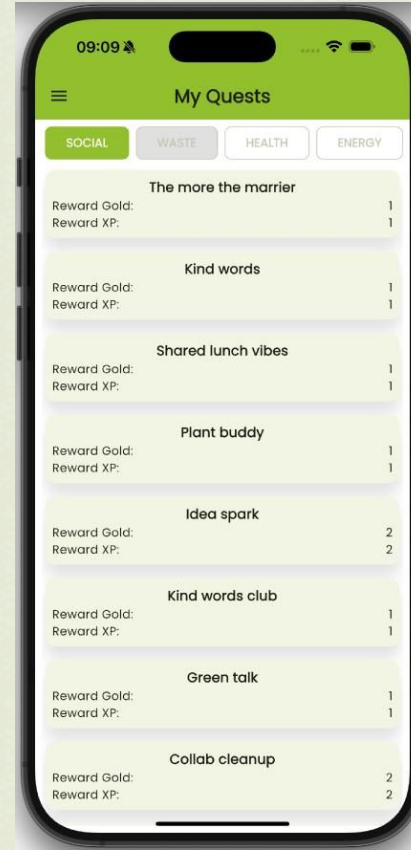 09:09
My Quests
SOCIAL WASTE HEALTH ENERGY
The more the marrier
Reward Gold: 1
Reward XP: 1
Kind words
Reward Gold: 1
Reward XP: 1
Shared lunch vibes
Reward Gold: 1
Reward XP: 1
Plant buddy
Reward Gold: 1
Reward XP: 1
Idea spark
Reward Gold: 2
Reward XP: 2
Kind words club
Reward Gold: 1
Reward XP: 1
Green talk
Reward Gold: 1
Reward XP: 1
Collab cleanup
Reward Gold: 2
Reward XP: 2